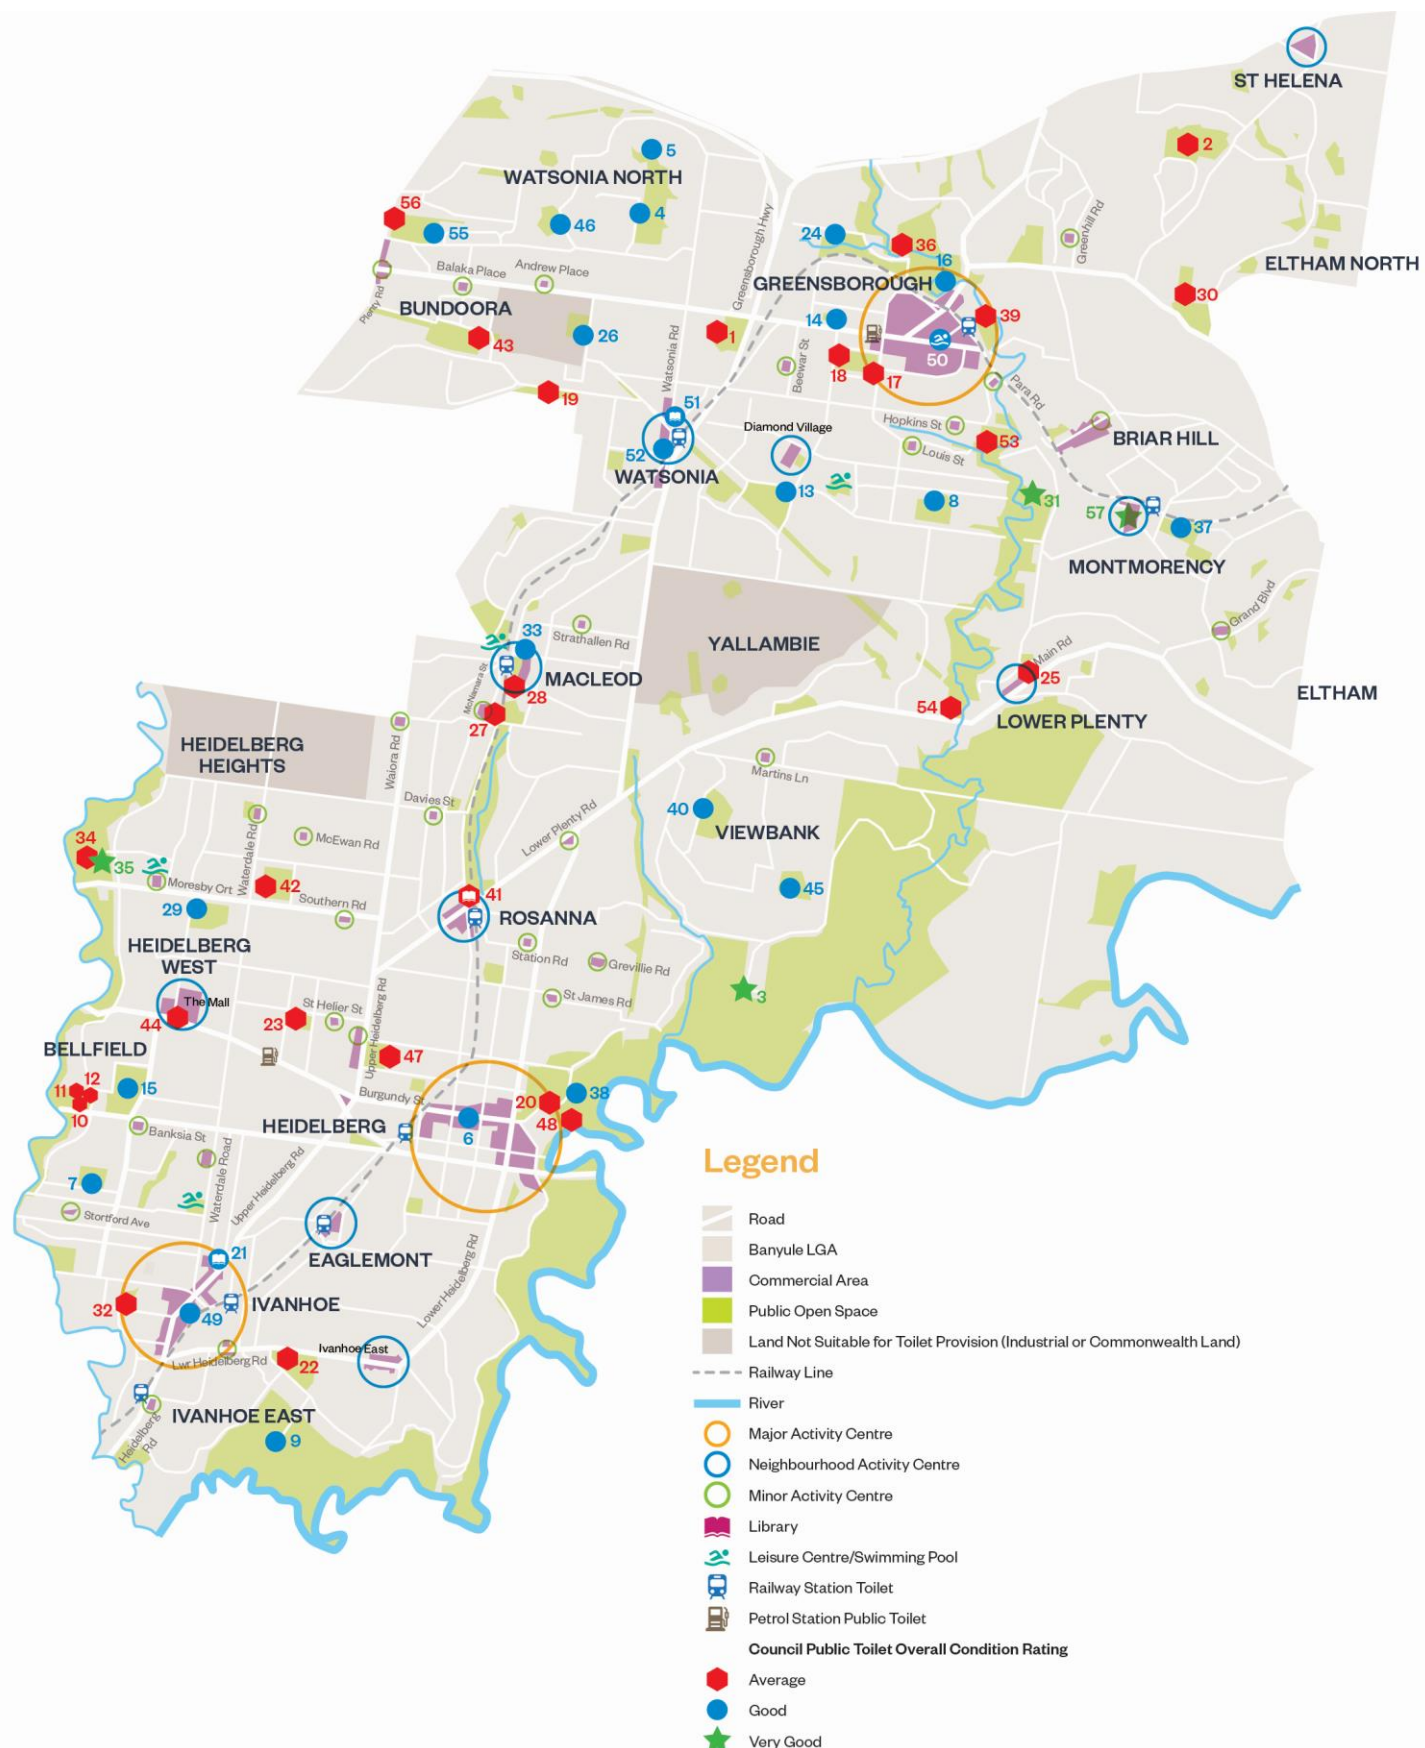 ST HELENA
2
5
WATSONIA NORTH
56
4
55
46
24
36
16
Greenhill Rd
Greensborough Hwy
ELTHAM NORTH
Balaka Place
Andrew Place
GREENSBOROUGH
30
Plenty Rd
BUNDOORA
14
39
43
26
1
50
Watsonia Rd
Beewar St
18
17
19
Para Rd
51
Hopkins St
Diamond Village
53
BRIAR HILL
52
Louis St
WATSONIA
13
8
31
57
37
MONTMORENCY
Grand Blvd
33
Strathallen Rd
YALLAMBIE
Main Rd
McNamara St
MACLEOD
25
28
ELTHAM
54
27
LOWER PLENTY
HEIDELBERG
HEIGHTS
Waiora Rd
Martins Ln
Davies St
40
Lower Plenty Rd
VIEWBANK
34
McEwan Rd
35
Waterdale Rd
Moresby Crt
42
45
41
Southern Rd
29
ROSANNA
HEIDELBERG
WEST
Station Rd
Greville Rd
3
The Mall
St Helier St
St James Rd
44
23
Upper Heidelberg Rd
BELLFIELD
47
12
11
15
38
Burgundy St
20
10
HEIDELBERG
6
48
Banksia St
7
Waterdale Road
Upper Heidelberg Rd
Stortford Ave
21
EAGLEMONT
Lower Heidelberg Rd
32
IVANHOE
49
Ivanhoe East
Lwr Heidelberg Rd
22
IVANHOE EAST
Heidelberg
Rd
9
Legend
Road
Banyule LGA
Commercial Area
Public Open Space
Land Not Suitable for Toilet Provision (Industrial or Commonwealth Land)
Railway Line
River
Major Activity Centre
Neighbourhood Activity Centre
Minor Activity Centre
Library
Leisure Centre/Swimming Pool
Railway Station Toilet
Petrol Station Public Toilet
Council Public Toilet Overall Condition Rating
Average
Good
Very Good